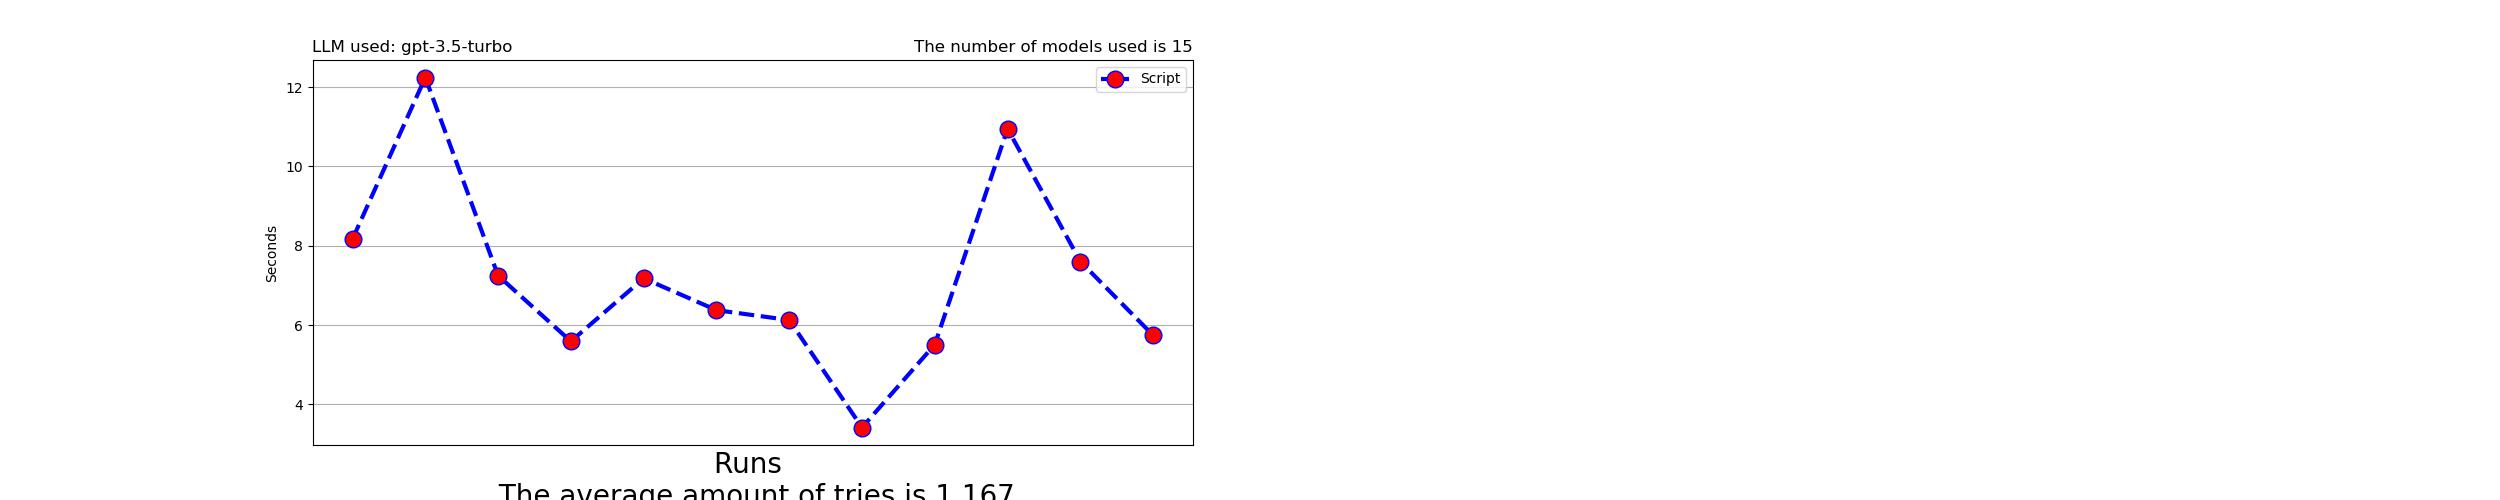 LLM used: gpt-3.5-turbo
The number of models used is 15
Script
12
10
8
6
4
Seconds
Runs
The average amount of tries is 1.167